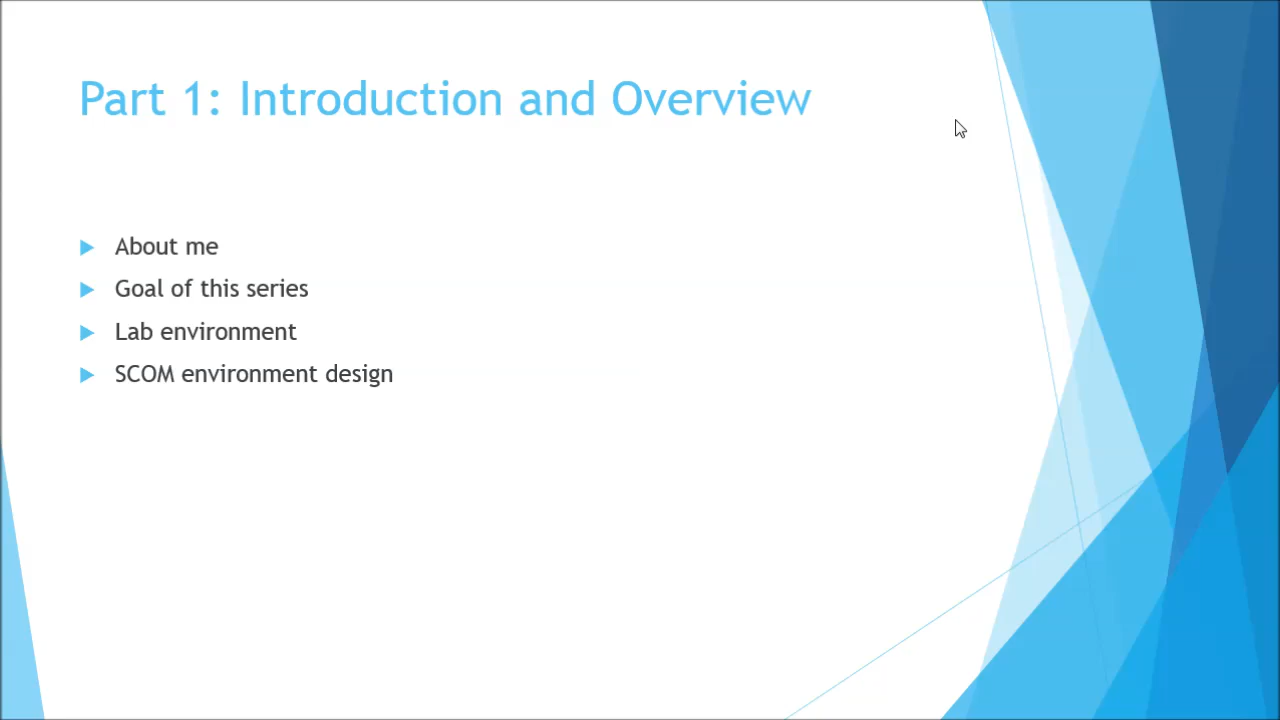 Part 1: Introduction and Overview
About me
Goal of this series
Lab environment
SCOM environment design